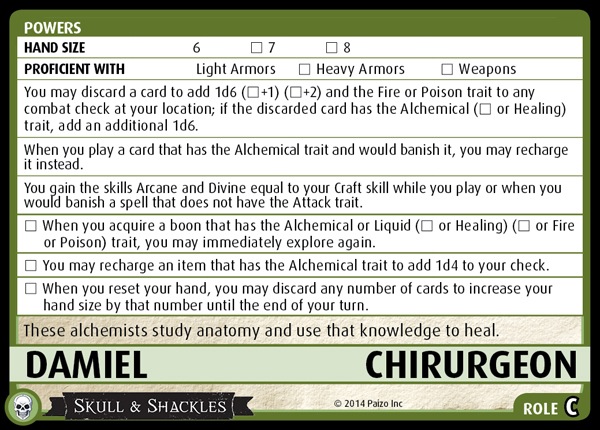 POWERS
HAND SIZE 6 ☐ 7 ☐ 8
PROFICIENT WITH Light Armors ☐ Heavy Armors ☐ Weapons
You may discard a card to add 1d6 (☐+1) (☐+2) and the Fire or Poison trait to any
combat check at your location; if the discarded card has the Alchemical (☐ or Healing)
trait, add an additional 1d6.
When you play a card that has the Alchemical trait and would banish it, you may recharge
it instead.
You gain the skills Arcane and Divine equal to your Craft skill while you play or when you
would banish a spell that does not have the Attack trait.
☐ When you acquire a boon that has the Alchemical or Liquid (☐ or Healing) (☐ or Fire
or Poison) trait, you may immediately explore again.
☐ You may recharge an item that has the Alchemical trait to add 1d4 to your check.
☐ When you reset your hand, you may discard any number of cards to increase your
hand size by that number until the end of your turn.
These alchemists study anatomy and use that knowledge to heal.
DAMIEL CHIRURGEON
SKULL & SHACKLES © 2014 Paizo Inc ROLE C